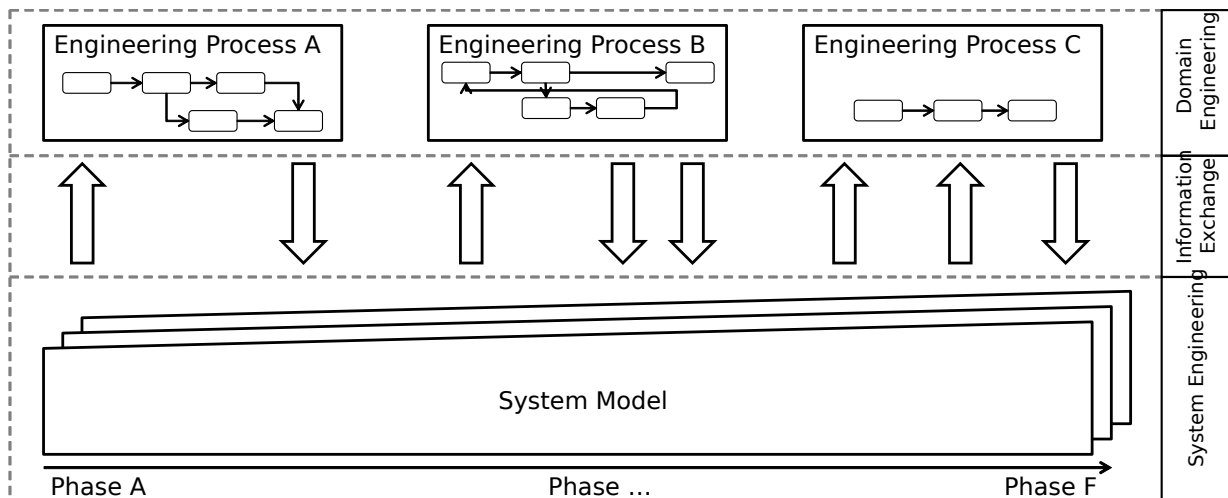 Engineering Process A
Engineering Process B
Engineering Process C
Domain
Engineering
Information
Exchange
System Engineering
System Model
Phase A
Phase ...
Phase F